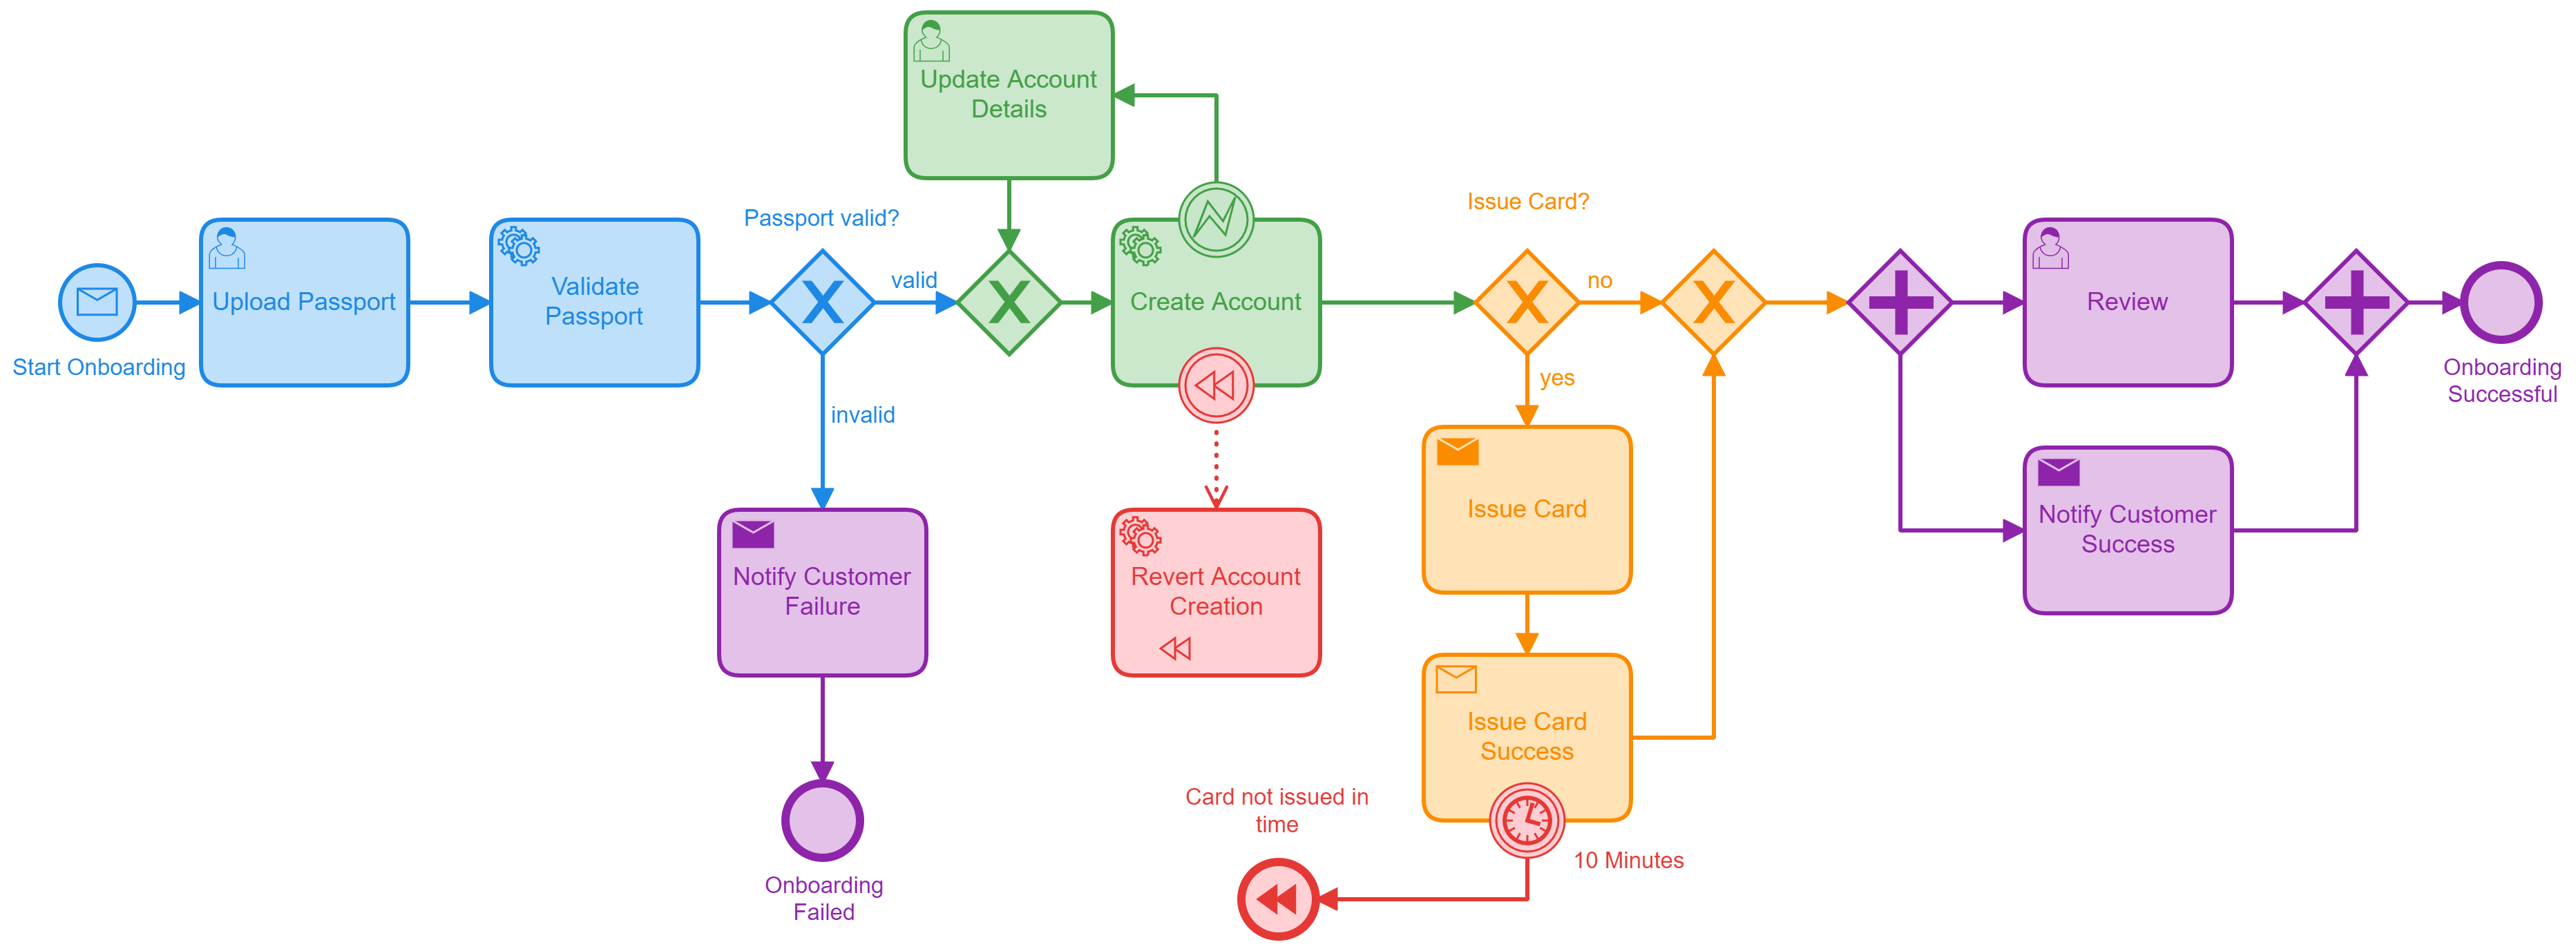 Update Account
Details
Issue Card?
Passport valid?
valid
no
Start Onboarding
Upload Passport
Validate
Passport
Create Account
Review
Onboarding
Successful
invalid
yes
Issue Card
Notify Customer
Success
Notify Customer
Failure
Revert Account
Creation
Issue Card
Success
Card not issued in
time
10 Minutes
Onboarding
Failed